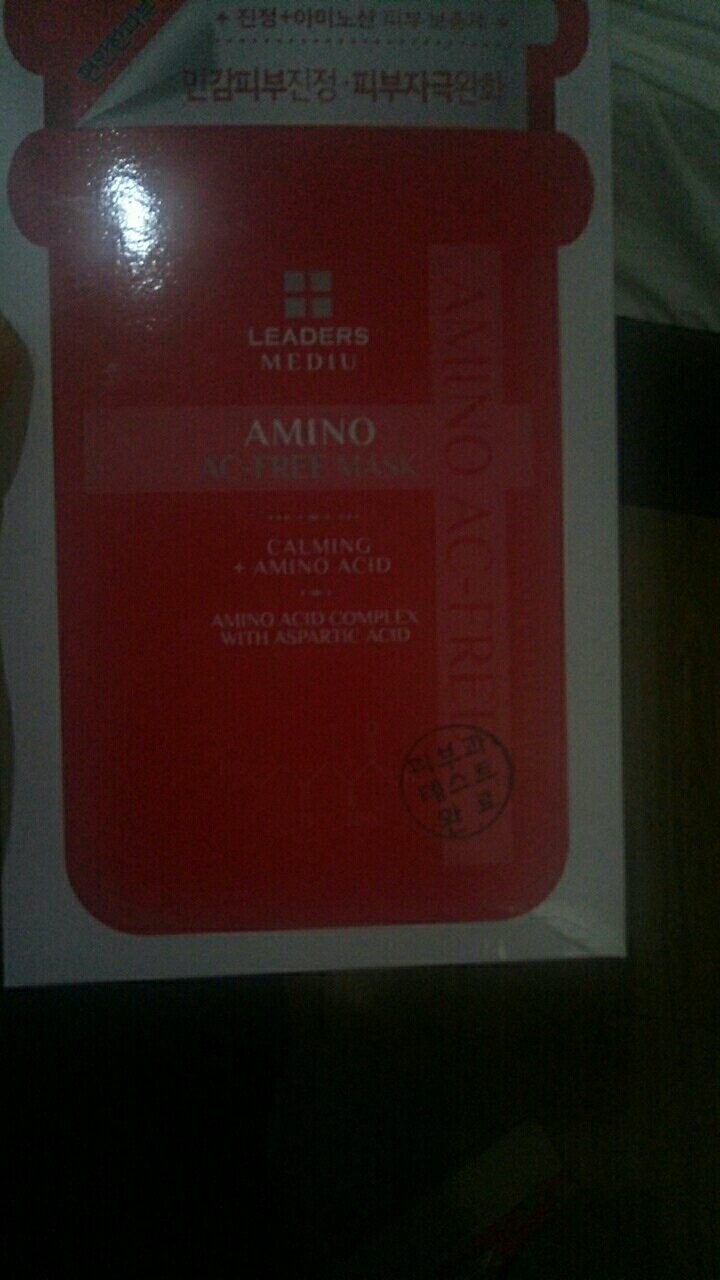 + 진정+아미노산 피부 보충제 +
민감피부진정·피부자극완화
LEADERS
MEDIU
AMINO
AC-FREE MASK
CALMING
+ AMINO ACID
AMINO ACID COMPLEX
WITH ASPARTIC ACID
AMINO AC-FREE
피부과
테스트
완료